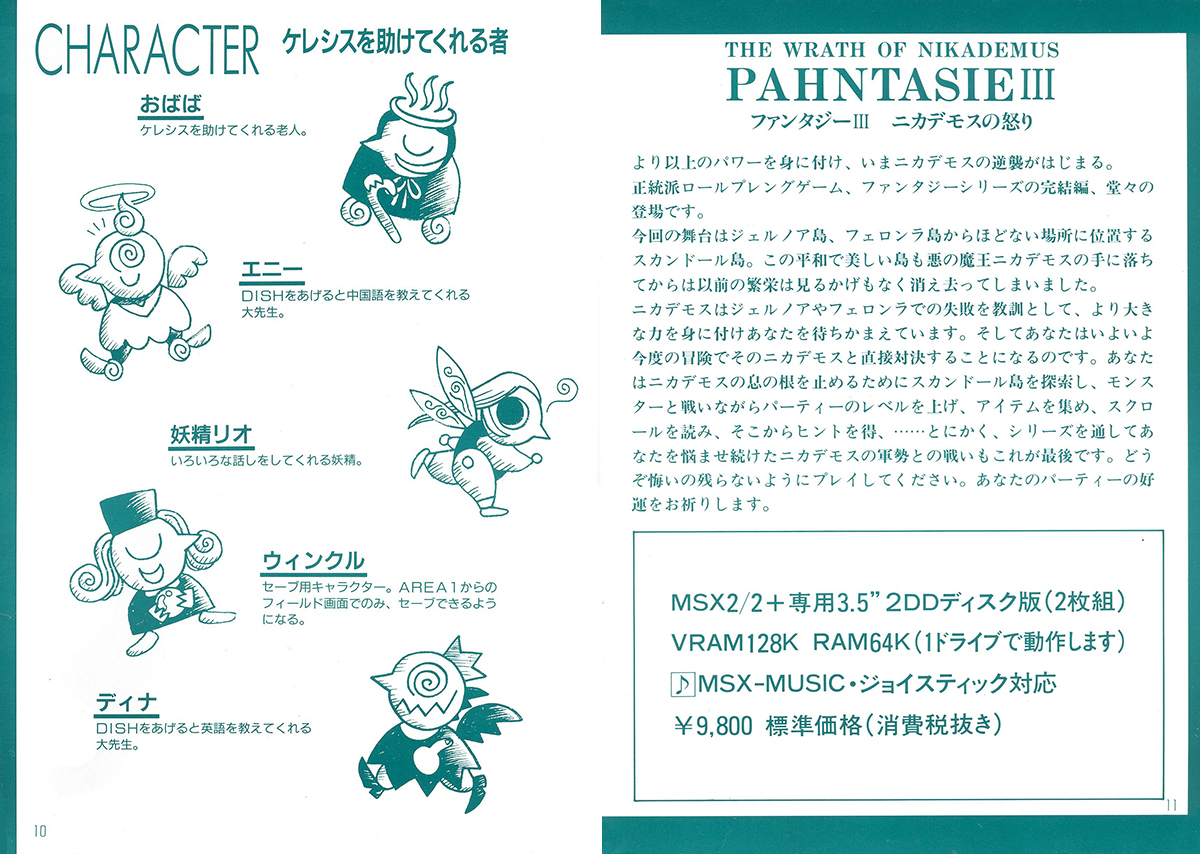 CHARACTER ケレシスを助けてくれる者
おばば
ケレシスを助けてくれる老人。
エニー
DISHをあげると中国語を教えてくれる
大先生。
妖精リオ
いろいろな話しをしてくれる妖精。
ウィンクル
セーブ用キャラクター。AREA1からの
フィールド画面でのみ、セーブできるよう
になる。
ディナ
DISHをあげると英語を教えてくれる
大先生。
10
THE WRATH OF NIKADEMUS
PAHNTASIEIII
ファンタジーIII ニカデモスの怒り
より以上のパワーを身に付け、いまニカデモスの逆襲がはじまる。
正統派ロールプレングゲーム、ファンタジーシリーズの完結編、堂々の
登場です。
今回の舞台はジェルノア島、フェロンラ島からほどない場所に位置する
スカンドール島。この平和で美しい島も悪の魔王ニカデモスの手に落ち
てからは以前の繁栄は見るかげもなく消え去ってしまいました。
ニカデモスはジェルノアやフェロンラでの失敗を教訓として、より大き
な力を身に付けあなたを待ちかまえています。そしてあなたはいよいよ
今度の冒険でそのニカデモスと直接対決することになるのです。あなた
はニカデモスの息の根を止めるためにスカンドール島を探索し、モンス
ターと戦いながらパーティーのレベルを上げ、アイテムを集め、スクロ
ールを読み、そこからヒントを得、……とにかく、シリーズを通してあ
なたを悩ませ続けたニカデモスの軍勢との戦いもこれが最後です。どう
ぞ悔いの残らないようにプレイしてください。あなたのパーティーの好
運をお祈りします。
MSX2/2+専用3.5”2DDディスク版(2枚組)
VRAM128K RAM64K(1ドライブで動作します)
♪MSX-MUSIC・ジョイスティック対応
¥9,800 標準価格(消費税抜き)
11